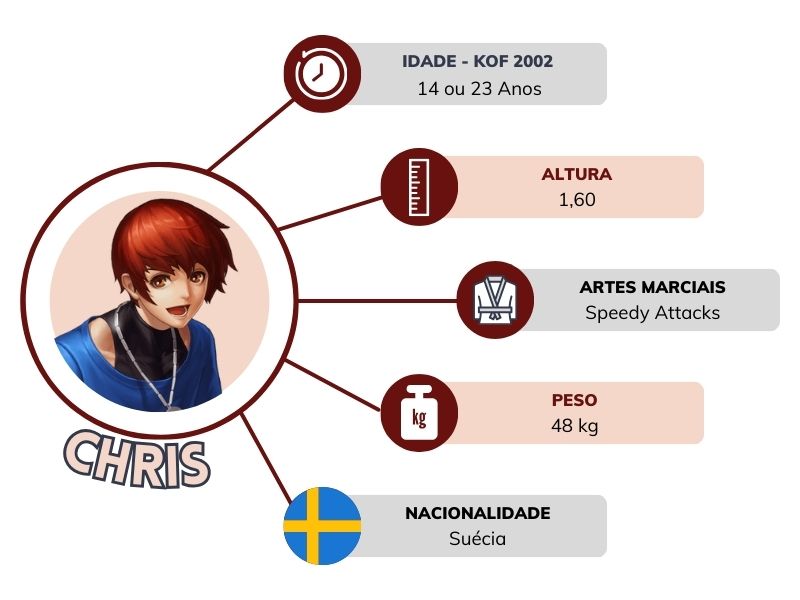 IDADE - KOF 2002
14 ou 23 Anos
ALTURA
1,60
ARTES MARCIAIS
Speedy Attacks
PESO
48 kg
kg
NACIONALIDADE
Suécia
CHRIS